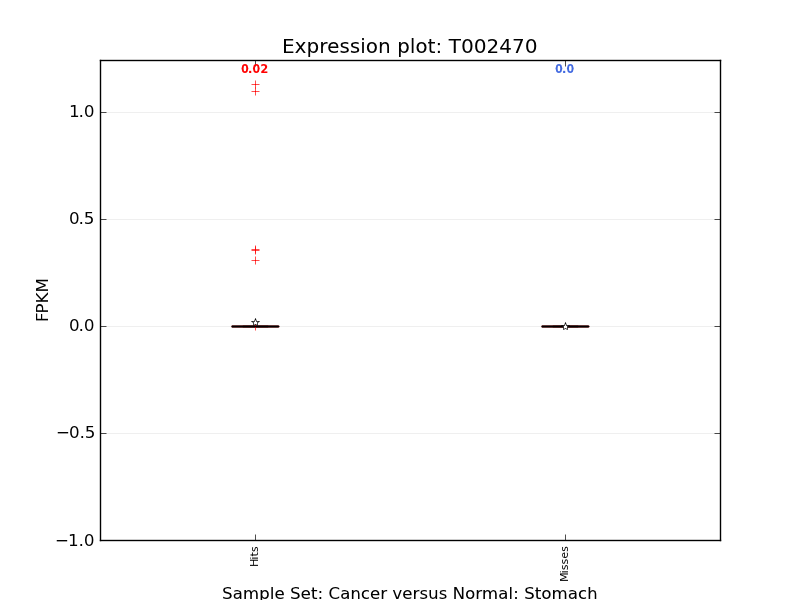 Expression plot: T002470
0.02
0.0
1.0
0.5
0.0
−0.5
−1.0
FPKM
Hits
Misses
Sample Set: Cancer versus Normal: Stomach